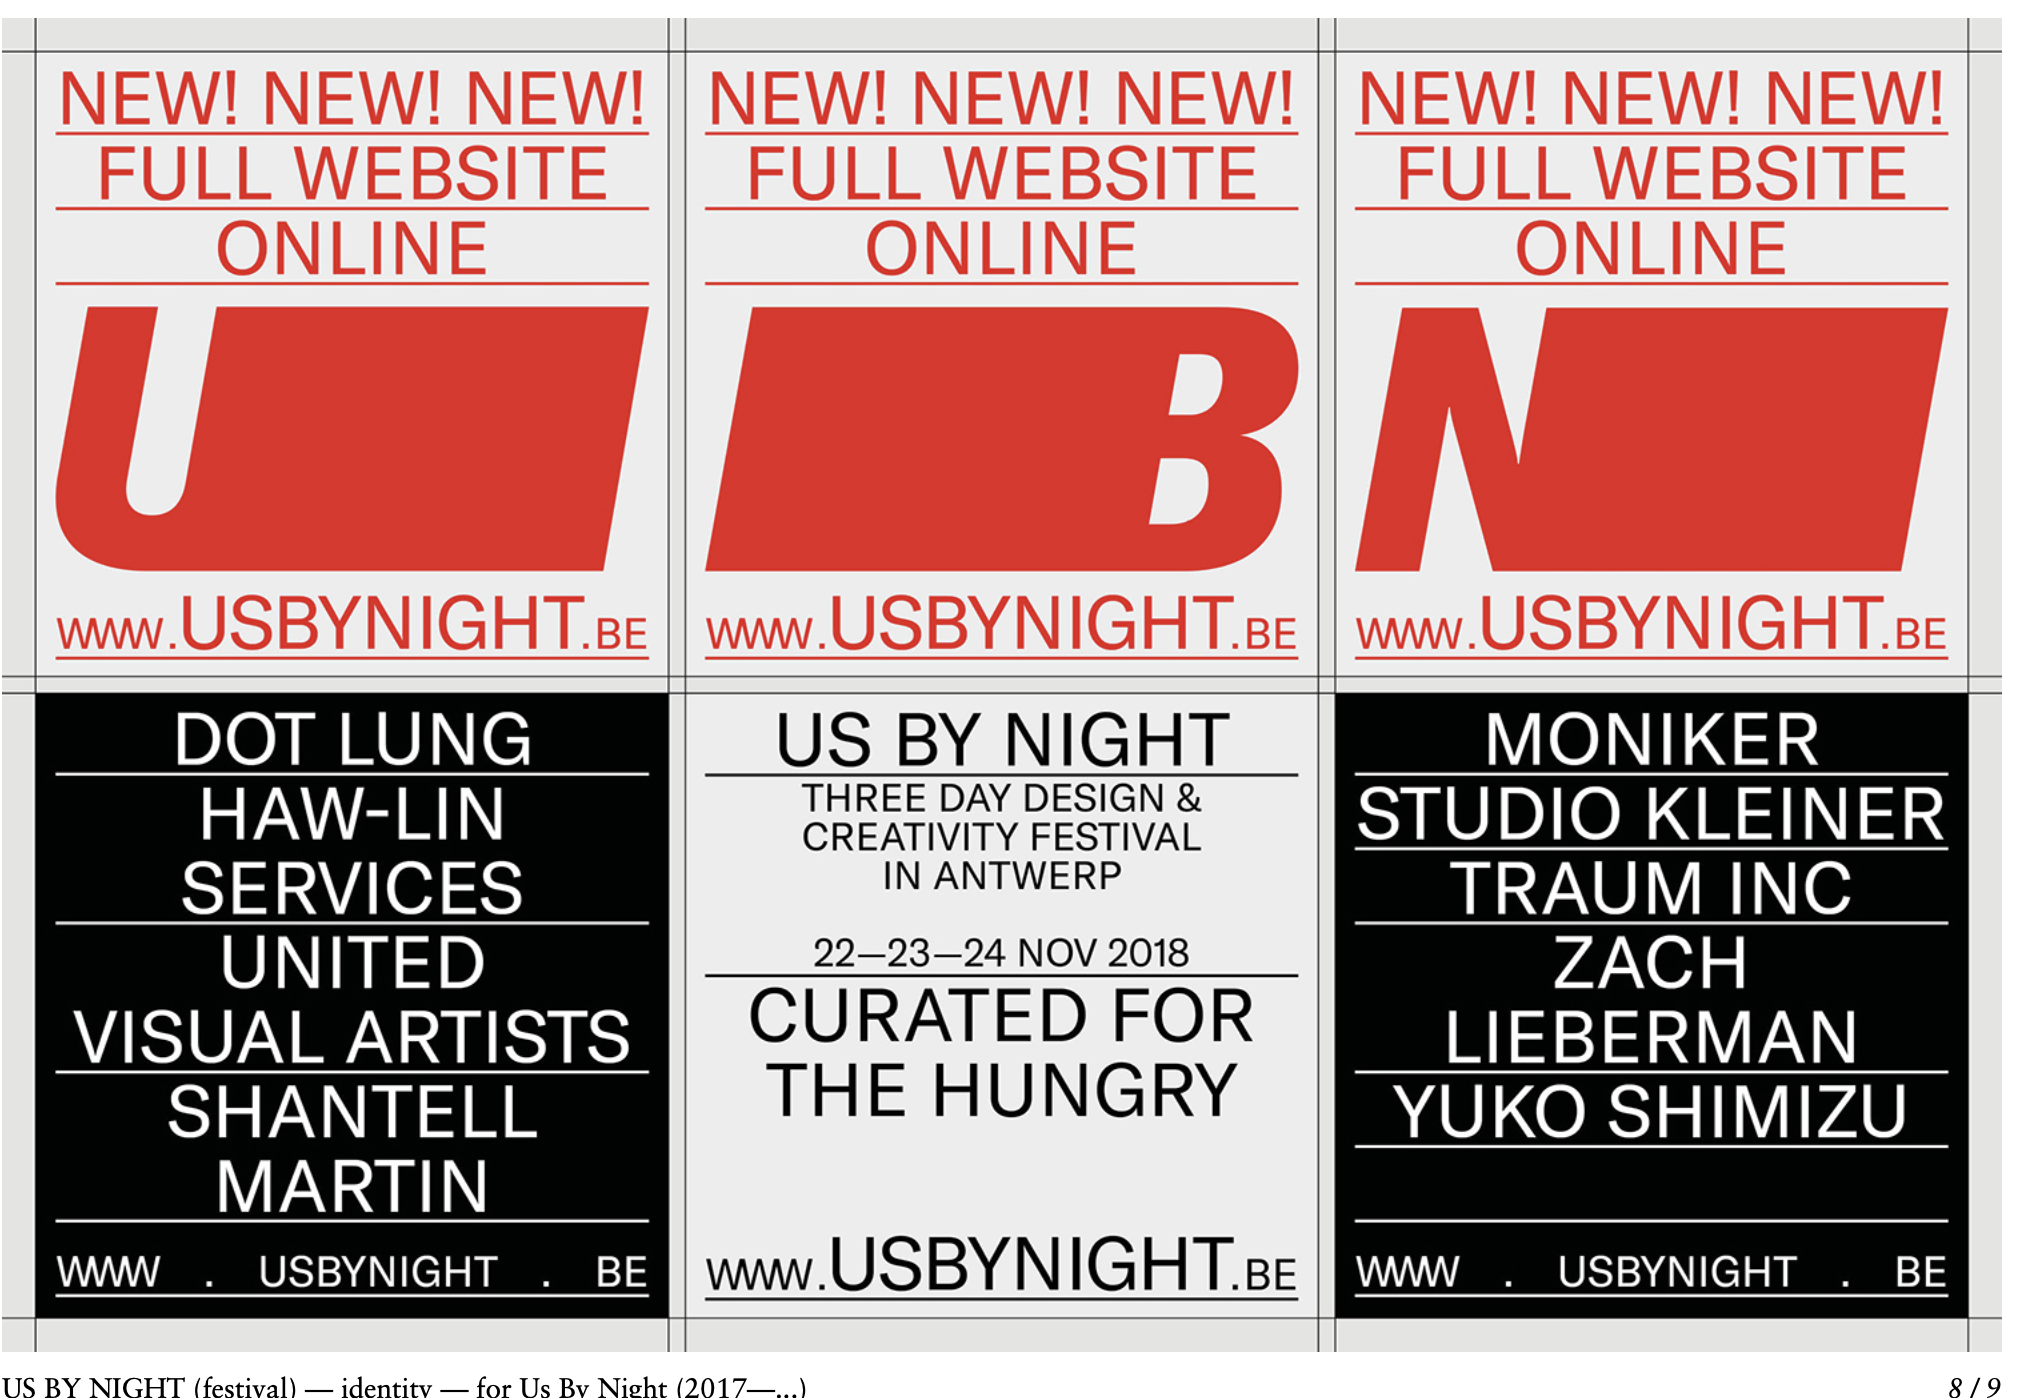 NEW! NEW! NEW!
FULL WEBSITE
ONLINE
U
WWW.USBYNIGHT.BE
NEW! NEW! NEW!
FULL WEBSITE
ONLINE
B
WWW.USBYNIGHT.BE
NEW! NEW! NEW!
FULL WEBSITE
ONLINE
N
WWW.USBYNIGHT.BE
DOT LUNG
HAW-LIN
SERVICES
UNITED
VISUAL ARTISTS
SHANTELL
MARTIN
WWW . USBYNIGHT . BE
US BY NIGHT
THREE DAY DESIGN &
CREATIVITY FESTIVAL
IN ANTWERP
22—23—24 NOV 2018
CURATED FOR
THE HUNGRY
WWW.USBYNIGHT.BE
MONIKER
STUDIO KLEINER
TRAUM INC
ZACH
LIEBERMAN
YUKO SHIMIZU
WWW . USBYNIGHT . BE
US BY NIGHT (festival) — identity — for Us By Night (2017—...)
8 / 9